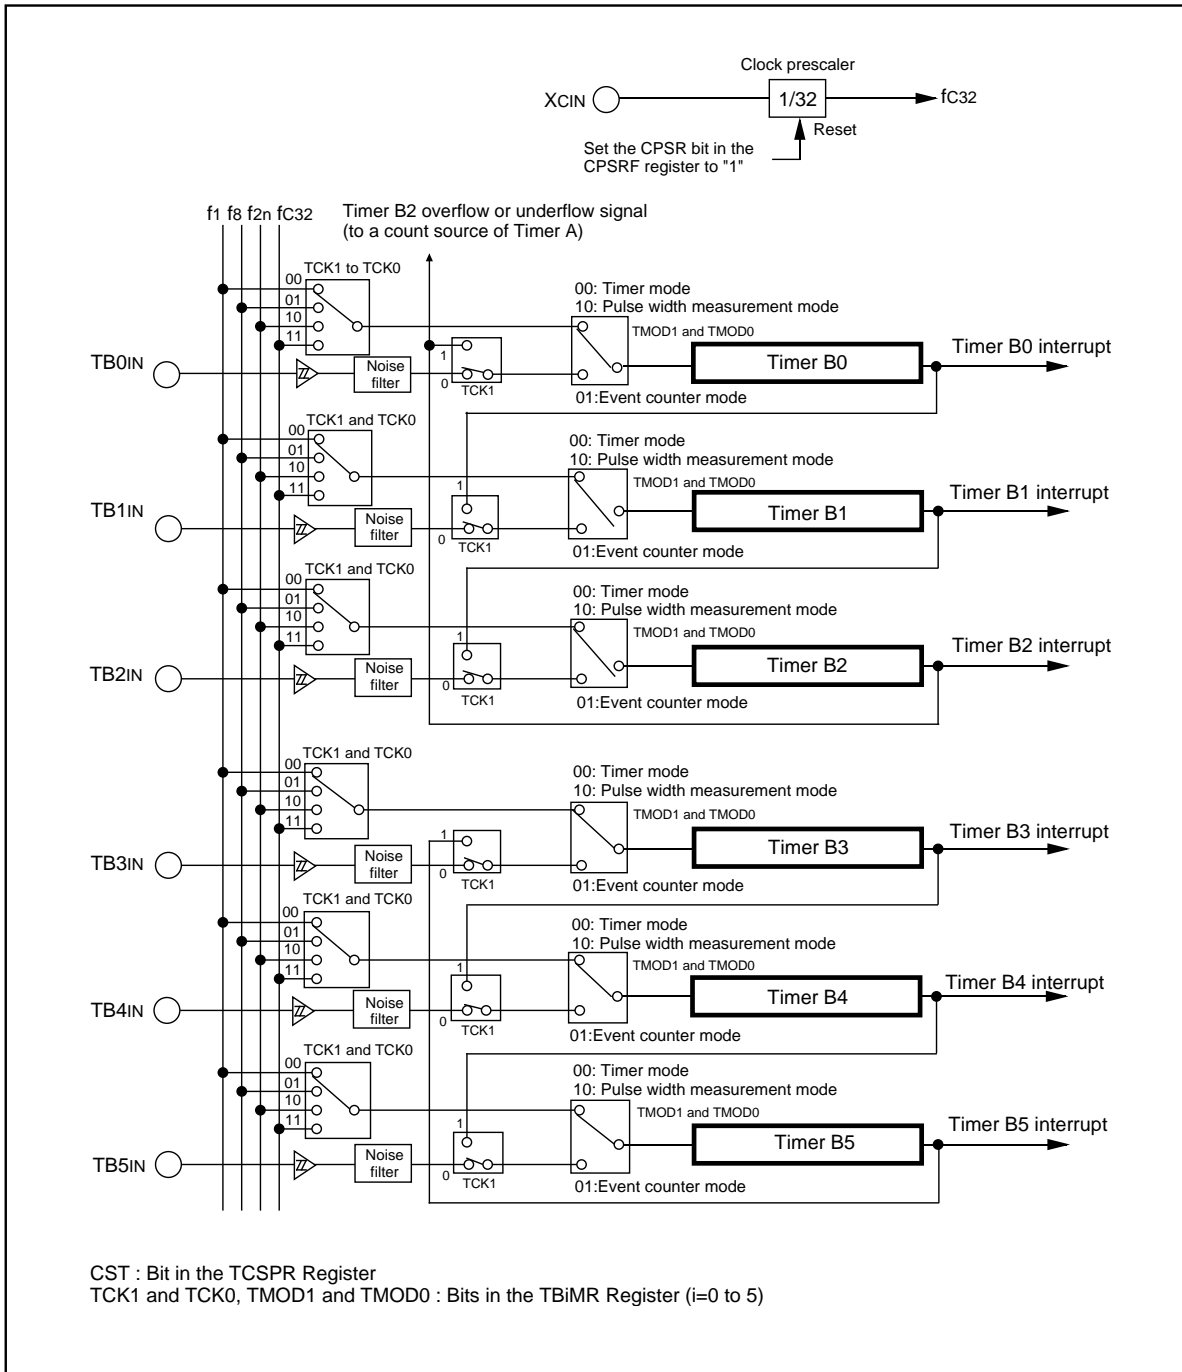 Clock prescaler
XCIN
1/32
fC32
Reset
Set the CPSR bit in the
CPSRF register to "1"
f1 f8 f2n fC32
Timer B2 overflow or underflow signal
(to a count source of Timer A)
TCK1 to TCK0
00
01
10
11
00: Timer mode
10: Pulse width measurement mode
TMOD1 and TMOD0
TB0IN
Noise
filter
1
0
TCK1
Timer B0
Timer B0 interrupt
01:Event counter mode
TCK1 and TCK0
00
01
10
11
00: Timer mode
10: Pulse width measurement mode
TMOD1 and TMOD0
TB1IN
Noise
filter
1
0
TCK1
Timer B1
Timer B1 interrupt
01:Event counter mode
TCK1 and TCK0
00
01
10
11
00: Timer mode
10: Pulse width measurement mode
TMOD1 and TMOD0
TB2IN
Noise
filter
1
0
TCK1
Timer B2
Timer B2 interrupt
01:Event counter mode
TCK1 and TCK0
00
01
10
11
00: Timer mode
10: Pulse width measurement mode
TMOD1 and TMOD0
TB3IN
Noise
filter
1
0
TCK1
Timer B3
Timer B3 interrupt
01:Event counter mode
TCK1 and TCK0
00
01
10
11
00: Timer mode
10: Pulse width measurement mode
TMOD1 and TMOD0
TB4IN
Noise
filter
1
0
TCK1
Timer B4
Timer B4 interrupt
01:Event counter mode
TCK1 and TCK0
00
01
10
11
00: Timer mode
10: Pulse width measurement mode
TMOD1 and TMOD0
TB5IN
Noise
filter
1
0
TCK1
Timer B5
Timer B5 interrupt
01:Event counter mode
CST : Bit in the TCSPR Register
TCK1 and TCK0, TMOD1 and TMOD0 : Bits in the TBiMR Register (i=0 to 5)